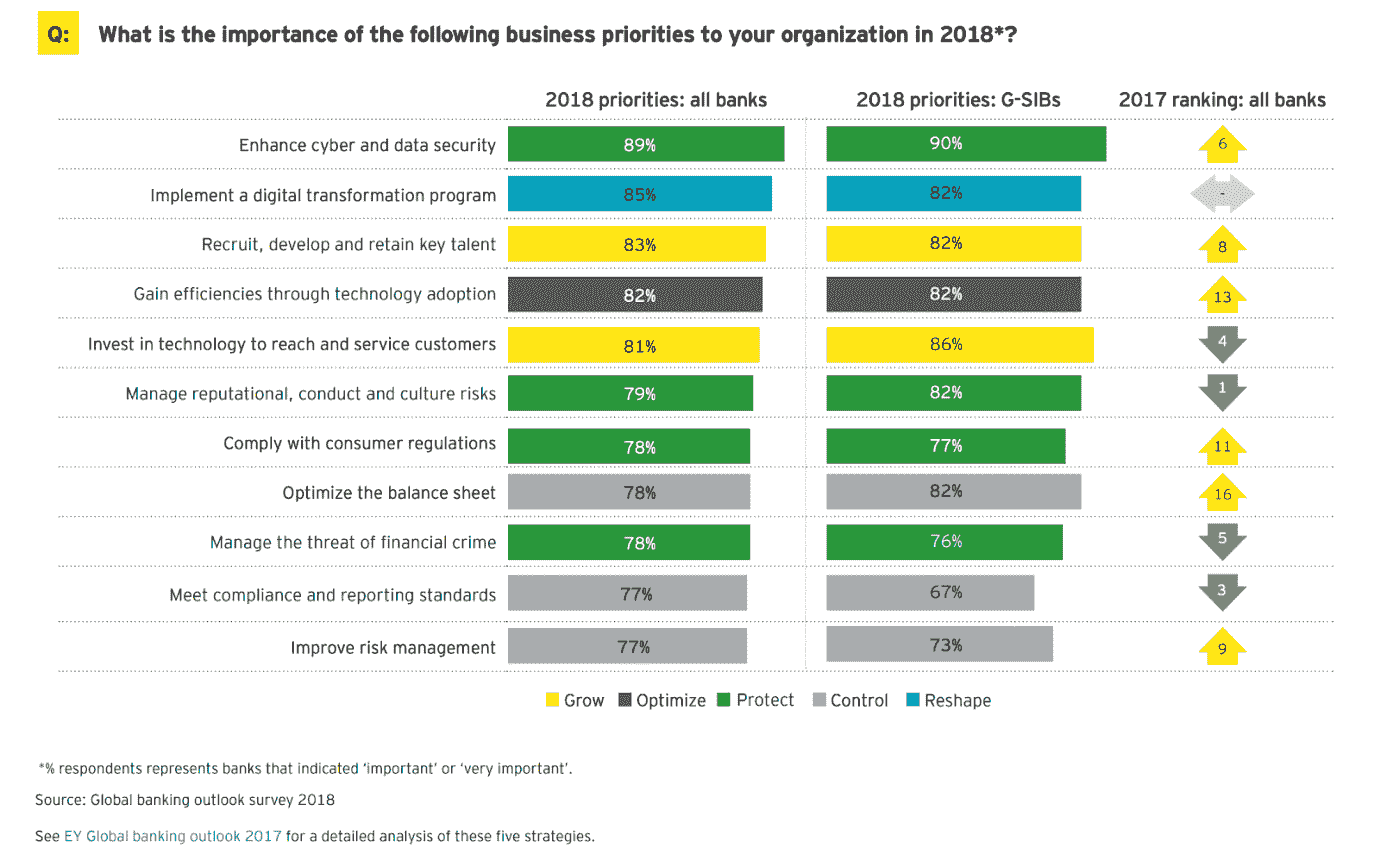 Q: What is the importance of the following business priorities to your organization in 2018*?
2018 priorities: all banks 2018 priorities: G-SIBs 2017 ranking: all banks
Enhance cyber and data security 89% 90% 6
Implement a digital transformation program 85% 82% -
Recruit, develop and retain key talent 83% 82% 8
Gain efficiencies through technology adoption 82% 82% 13
Invest in technology to reach and service customers 81% 86% 4
Manage reputational, conduct and culture risks 79% 82% 1
Comply with consumer regulations 78% 77% 11
Optimize the balance sheet 78% 82% 16
Manage the threat of financial crime 78% 76% 5
Meet compliance and reporting standards 77% 67% 3
Improve risk management 77% 73% 9
Grow Optimize Protect Control Reshape
*% respondents represents banks that indicated ‘important’ or ‘very important’.
Source: Global banking outlook survey 2018
See EY Global banking outlook 2017 for a detailed analysis of these five strategies.